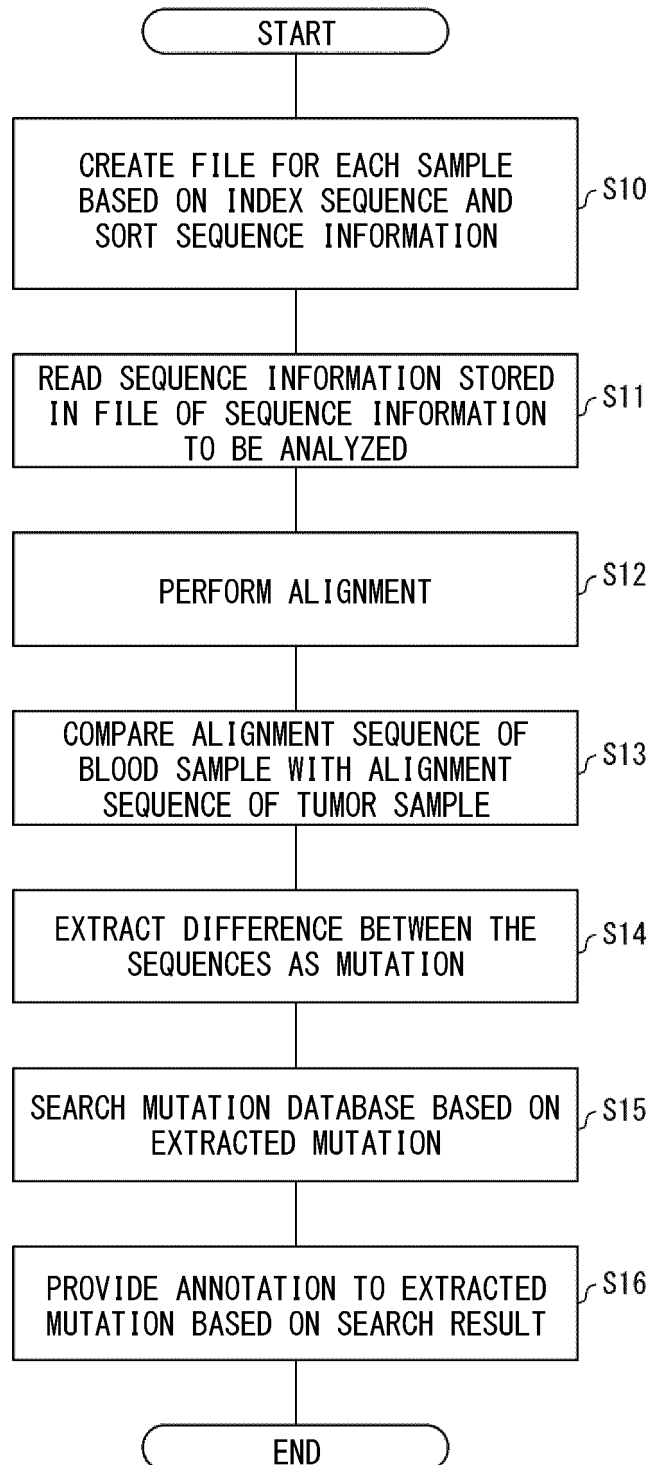 START
CREATE FILE FOR EACH SAMPLE
BASED ON INDEX SEQUENCE AND
SORT SEQUENCE INFORMATION
S10
READ SEQUENCE INFORMATION STORED
IN FILE OF SEQUENCE INFORMATION
TO BE ANALYZED
S11
PERFORM ALIGNMENT
S12
COMPARE ALIGNMENT SEQUENCE OF
BLOOD SAMPLE WITH ALIGNMENT
SEQUENCE OF TUMOR SAMPLE
S13
EXTRACT DIFFERENCE BETWEEN THE
SEQUENCES AS MUTATION
S14
SEARCH MUTATION DATABASE BASED ON
EXTRACTED MUTATION
S15
PROVIDE ANNOTATION TO EXTRACTED
MUTATION BASED ON SEARCH RESULT
S16
END